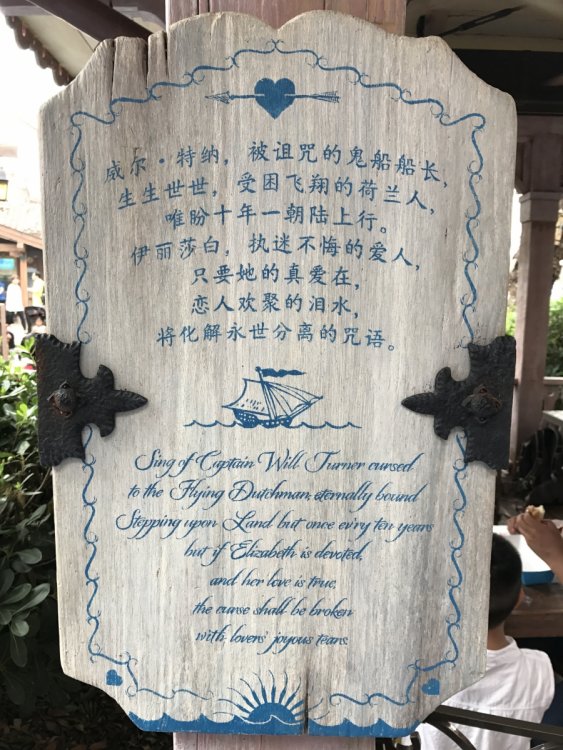 威尔·特纳，被诅咒的鬼船船长，
生生世世，受困飞翔的荷兰人，
唯盼十年一朝陆上行。
伊丽莎白，执迷不悔的爱人，
只要她的真爱在，
恋人欢聚的泪水，
将化解永世分离的咒语。
Sing of Captain Will Turner cursed
to the Flying Dutchman, eternally bound
Stepping upon Land but once ev'ry ten years
but if Elizabeth is devoted,
and her love is true,
the curse shall be broken
with lovers' joyous tears